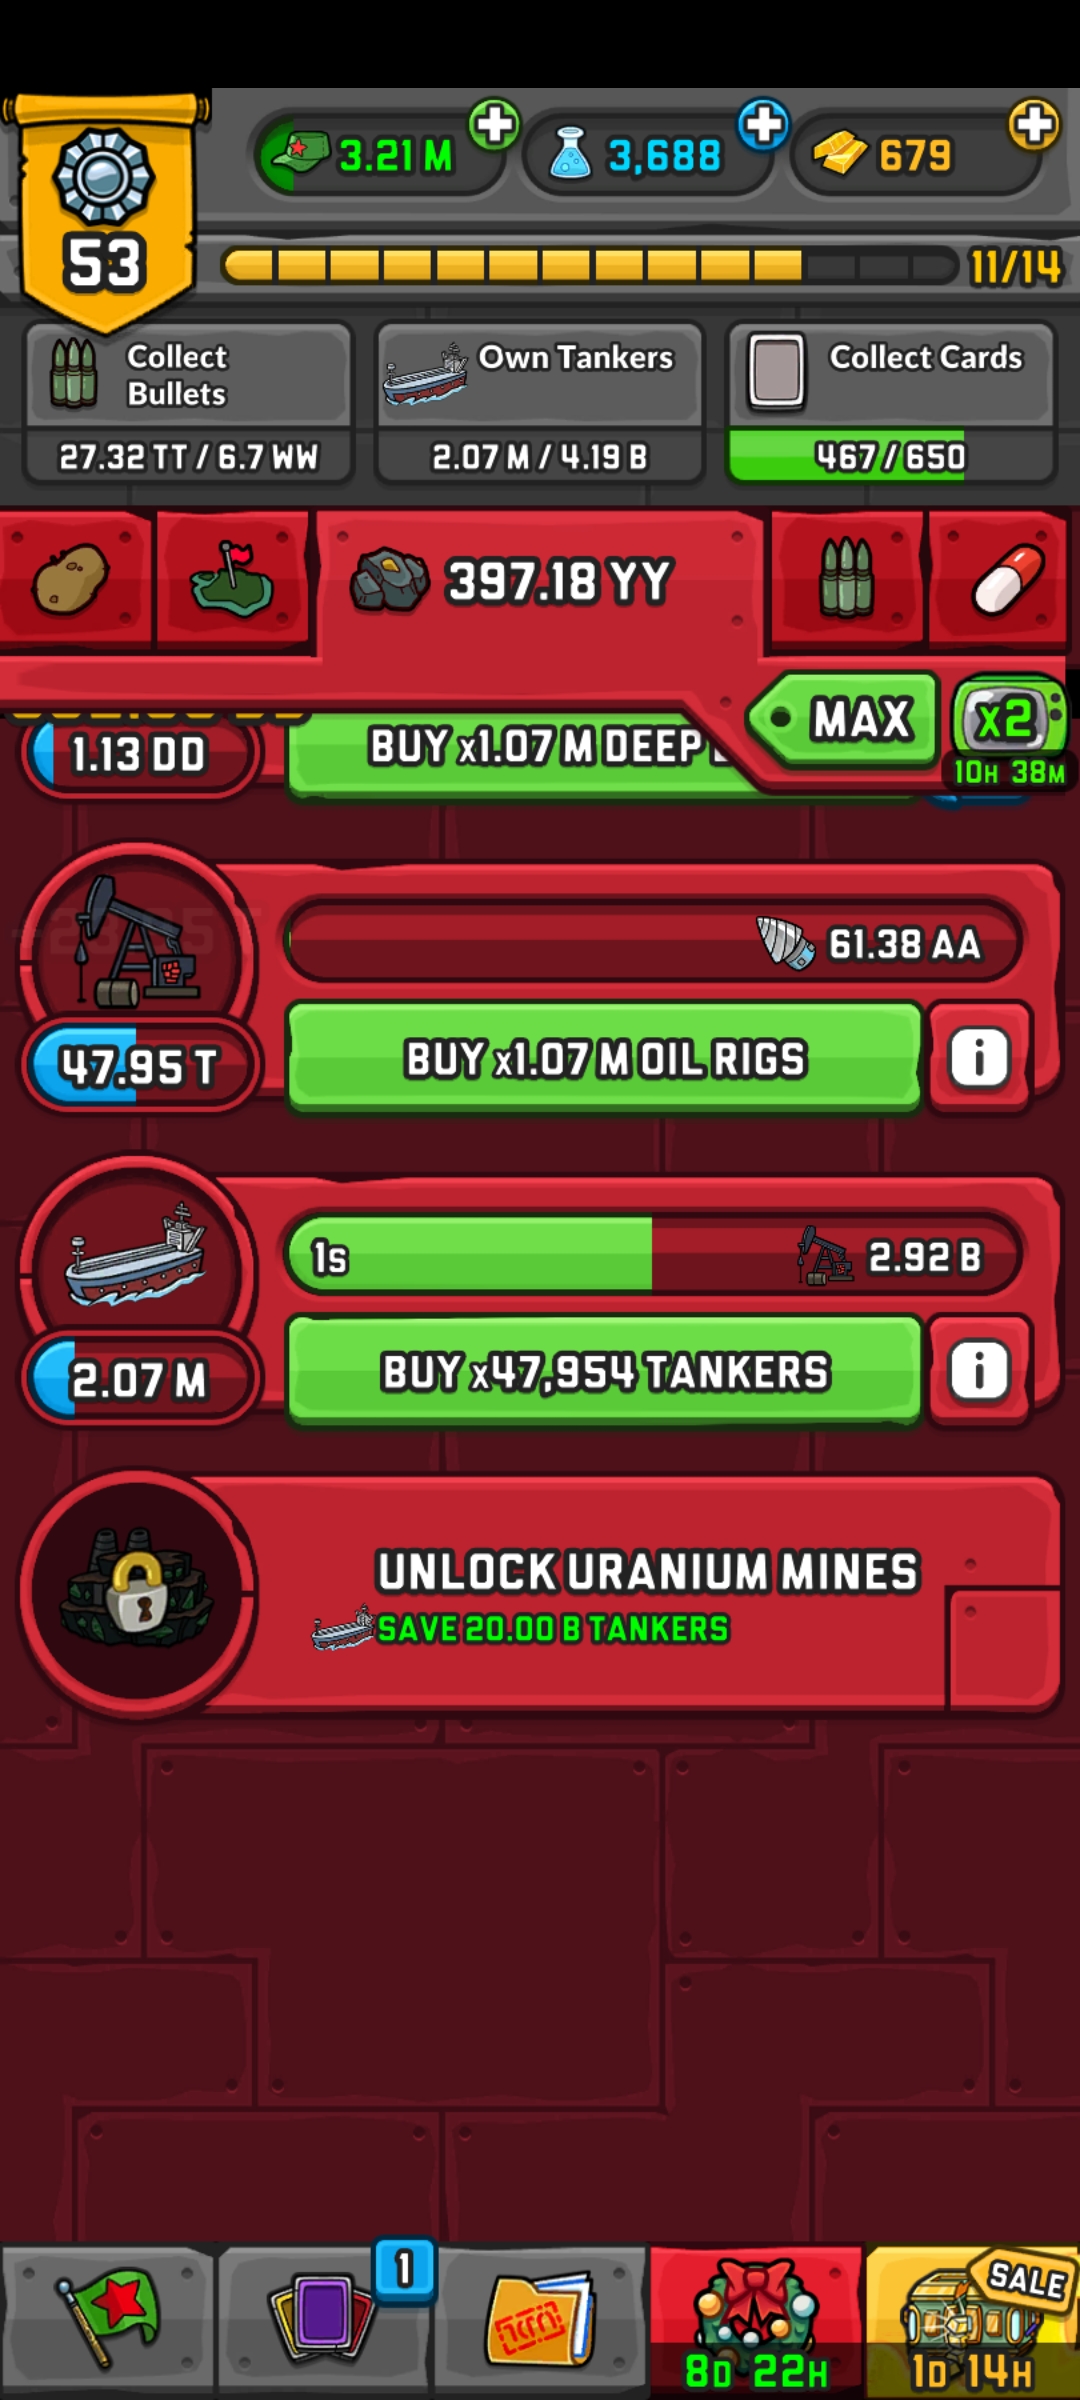 3.21 M
3,688
679
53
11/14
Collect
Bullets
27.32 TT / 6.7 WW
Own Tankers
2.07 M / 4.19 B
Collect Cards
467 / 650
397.18 YY
MAX
x2
10H 38M
1.13 DD
BUY x1.07 M DEEP
61.38 AA
47.95 T
BUY x1.07 M OIL RIGS
i
1s
2.92 B
2.07 M
BUY x47,954 TANKERS
i
UNLOCK URANIUM MINES
SAVE 20.00 B TANKERS
1
SALE
8D 22H
1D 14H